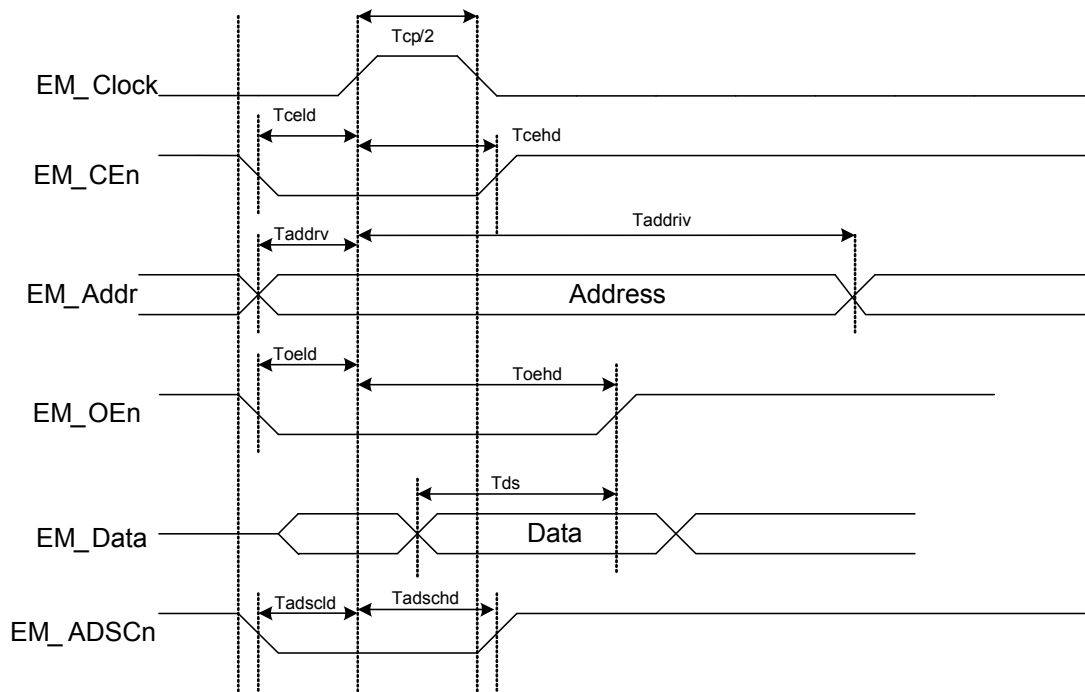 Tcp/2
EM_Clock
Tceld
Tcehd
EM_CEn
Taddrv
Taddriv
EM_Addr
Address
Toeld
Toehd
EM_OEn
Tds
EM_Data
Data
Tadscld
Tadschd
EM_ADSCn